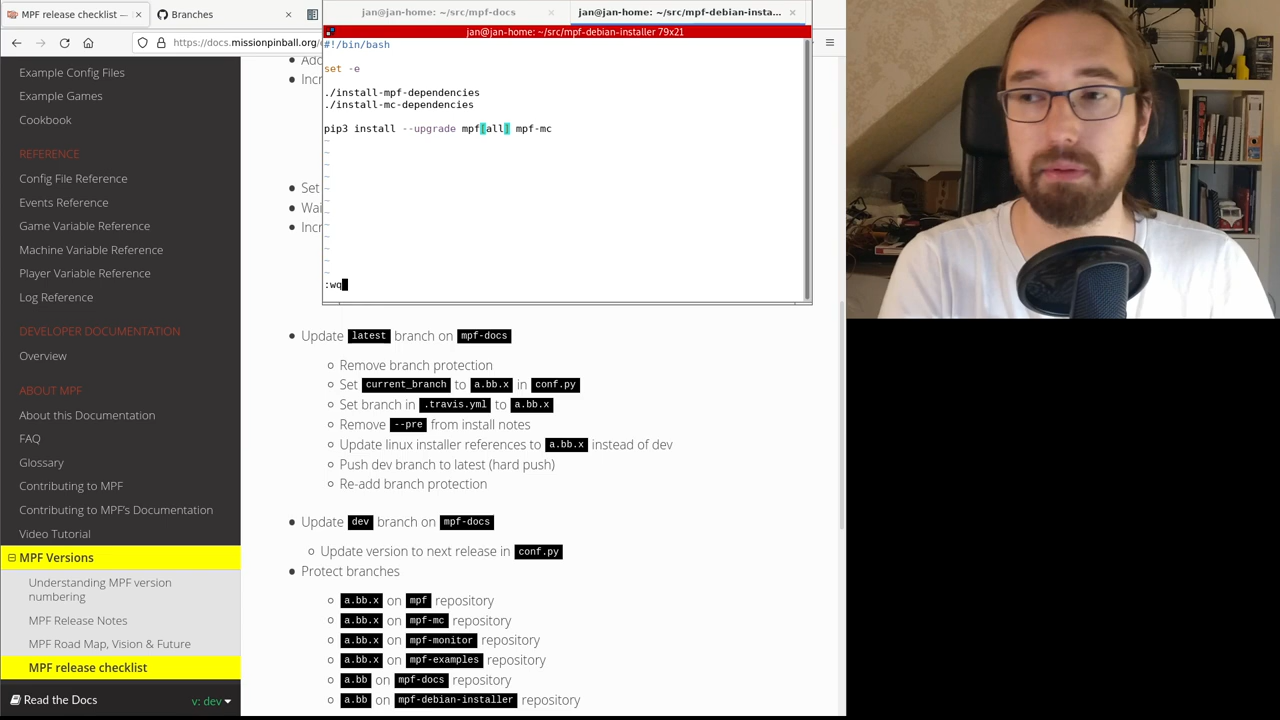 MPF release checklist —
Branches
jan@jan-home: ~/src/mpf-docs
jan@jan-home: ~/src/mpf-debian-insta...
https://docs.missionpinball.org/
jan@jan-home: ~/src/mpf-debian-installer 79x21
#!/bin/bash
set -e
./install-mpf-dependencies
./install-mc-dependencies
pip3 install --upgrade mpf[all] mpf-mc
~
~
~
~
~
~
~
~
~
~
~
~
:wq
Example Config Files
Example Games
Cookbook
REFERENCE
Config File Reference
Events Reference
Game Variable Reference
Machine Variable Reference
Player Variable Reference
Log Reference
DEVELOPER DOCUMENTATION
Overview
ABOUT MPF
About this Documentation
FAQ
Glossary
Contributing to MPF
Contributing to MPF's Documentation
Video Tutorial
MPF Versions
Understanding MPF version
numbering
MPF Release Notes
MPF Road Map, Vision & Future
MPF release checklist
Read the Docs
v: dev
Set
Update latest branch on mpf-docs
Remove branch protection
Set current_branch to a.bb.x in conf.py
Set branch in .travis.yml to a.bb.x
Remove --pre from install notes
Update linux installer references to a.bb.x instead of dev
Push dev branch to latest (hard push)
Re-add branch protection
Update dev branch on mpf-docs
Update version to next release in conf.py
Protect branches
a.bb.x on mpf repository
a.bb.x on mpf-mc repository
a.bb.x on mpf-monitor repository
a.bb.x on mpf-examples repository
a.bb on mpf-docs repository
a.bb on mpf-debian-installer repository